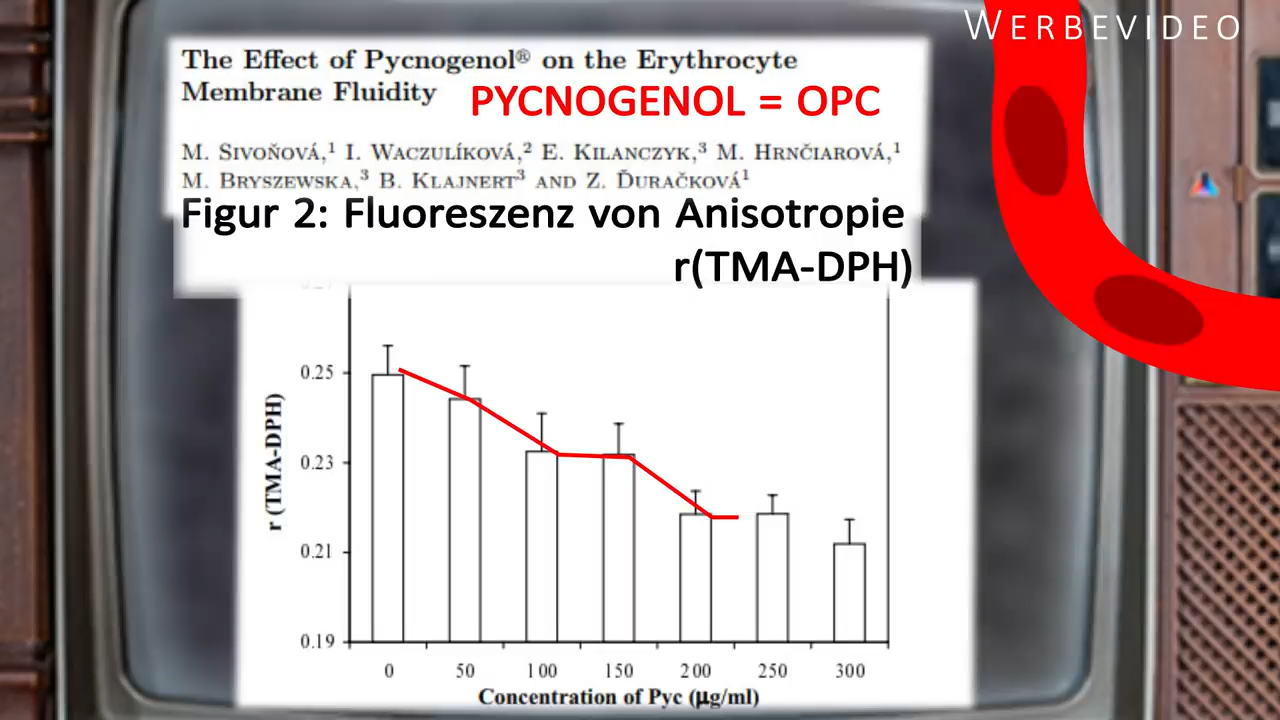 WERBEVIDEO
The Effect of Pycnogenol® on the Erythrocyte
Membrane Fluidity
PYCNOGENOL = OPC
M. SIVOŇOVÁ,¹ I. WACZULÍKOVÁ,² E. KILANCZYK,³ M. HRNČIAROVÁ,¹
M. BRYSZEWSKA,³ B. KLAJNERT³ AND Z. ĎURAČKOVÁ¹
Figur 2: Fluoreszenz von Anisotropie
r(TMA-DPH)
0.25
0.23
0.21
0.19
r (TMA-DPH)
0 50 100 150 200 250 300
Concentration of Pyc (µg/ml)